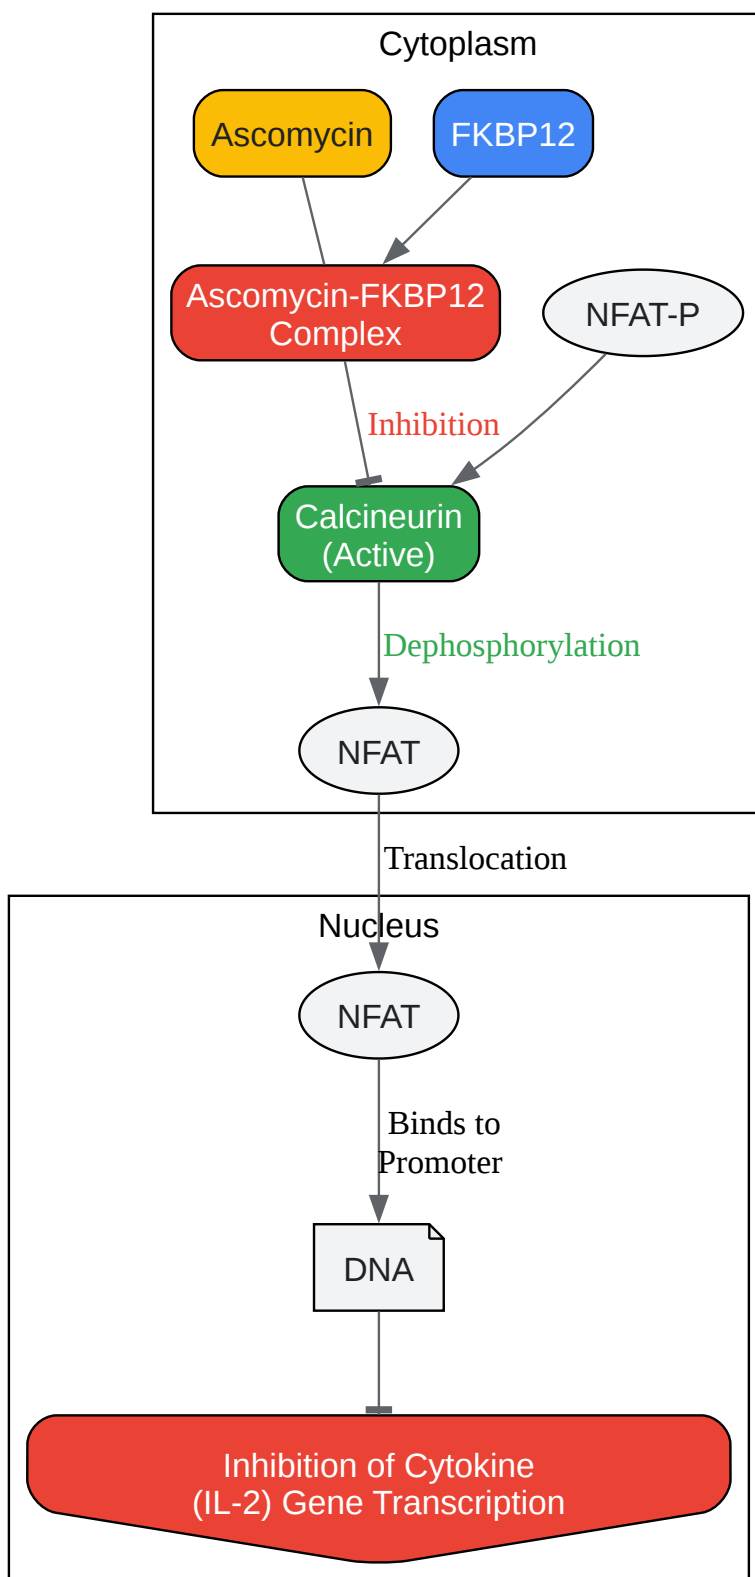 Cytoplasm
Ascomycin
FKBP12
Ascomycin-FKBP12
Complex
NFAT-P
Inhibition
Calcineurin
(Active)
Dephosphorylation
NFAT
Translocation
Nucleus
NFAT
Binds to
Promoter
DNA
Inhibition of Cytokine
(IL-2) Gene Transcription